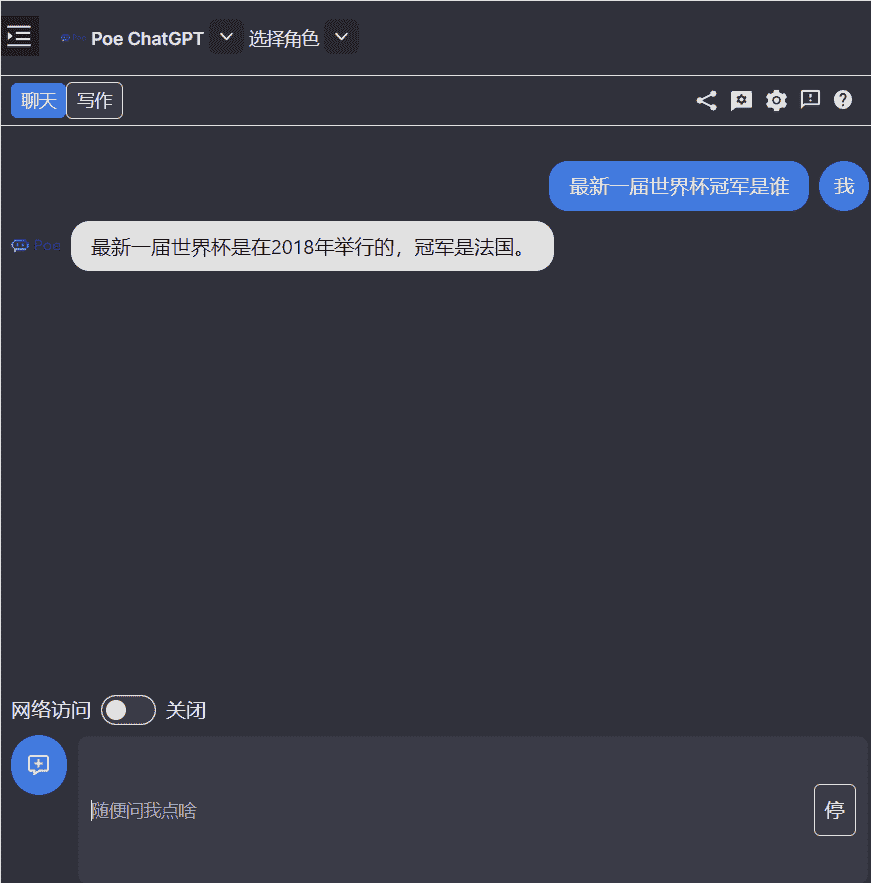 Poe ChatGPT 选择角色
聊天 写作
最新一届世界杯冠军是谁 我
Poe 最新一届世界杯是在2018年举行的，冠军是法国。
网络访问 关闭
随便问我点啥
停